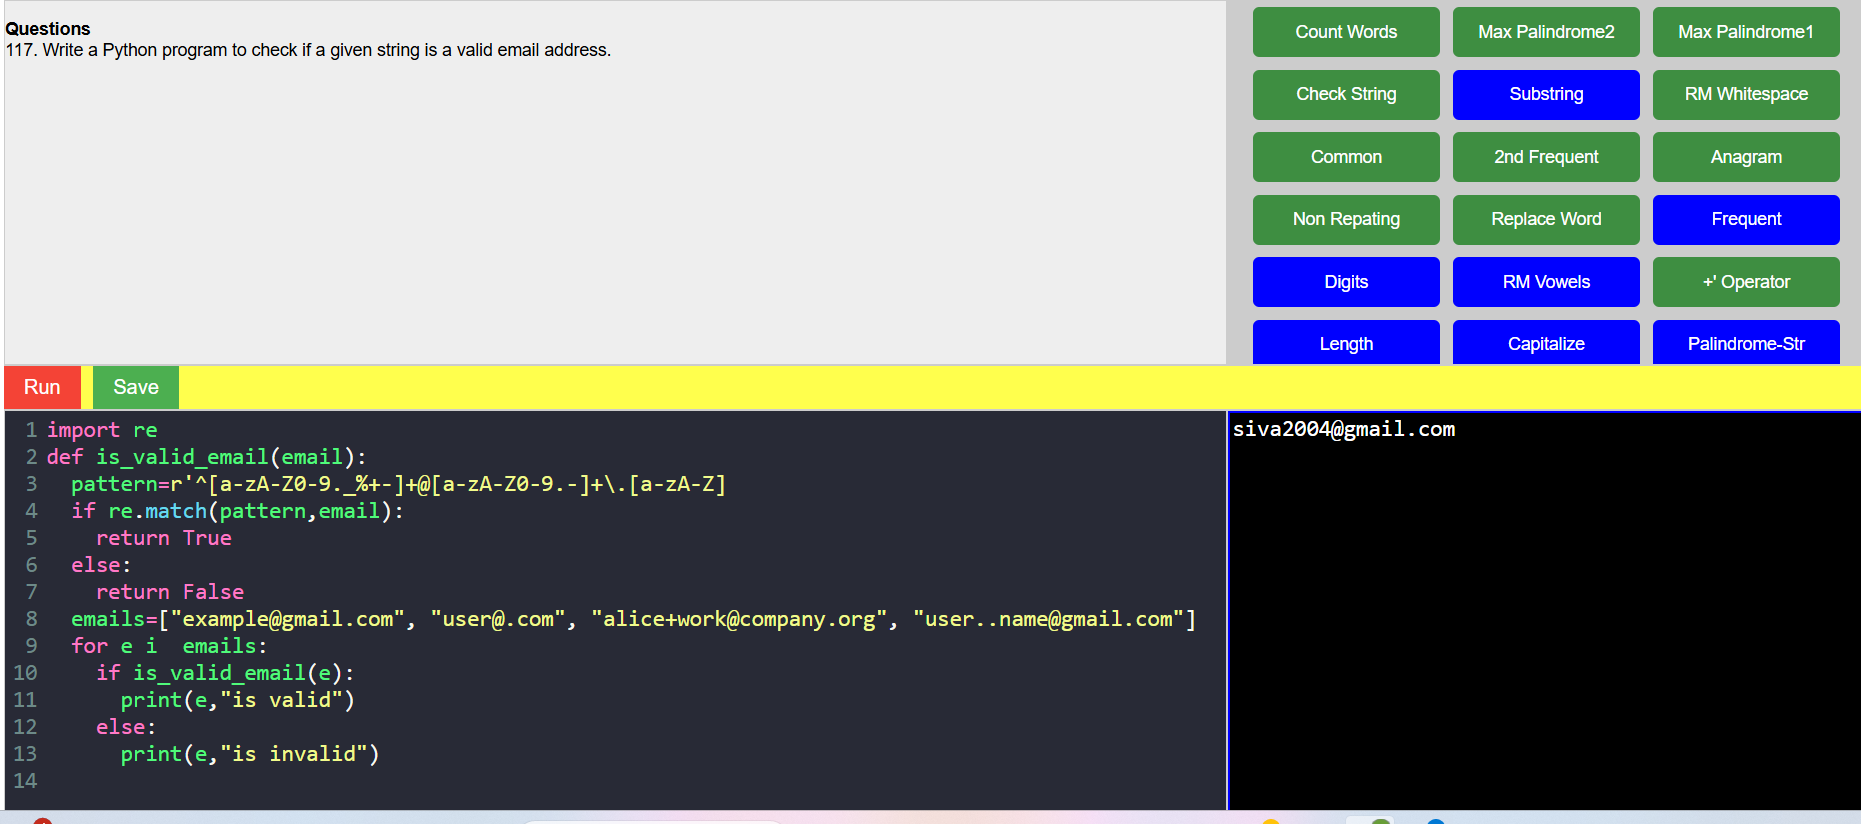 Questions
117. Write a Python program to check if a given string is a valid email address.
Count Words
Max Palindrome2
Max Palindrome1
Check String
Substring
RM Whitespace
Common
2nd Frequent
Anagram
Non Repating
Replace Word
Frequent
Digits
RM Vowels
+' Operator
Length
Capitalize
Palindrome-Str
Run
Save
1 import re
2 def is_valid_email(email):
3   pattern=r'^[a-zA-Z0-9._%+-]+@[a-zA-Z0-9.-]+\.[a-zA-Z]
4   if re.match(pattern,email):
5     return True
6   else:
7     return False
8   emails=["example@gmail.com", "user@.com", "alice+work@company.org", "user..name@gmail.com"]
9   for e i  emails:
10     if is_valid_email(e):
11       print(e,"is valid")
12     else:
13       print(e,"is invalid")
14
siva2004@gmail.com